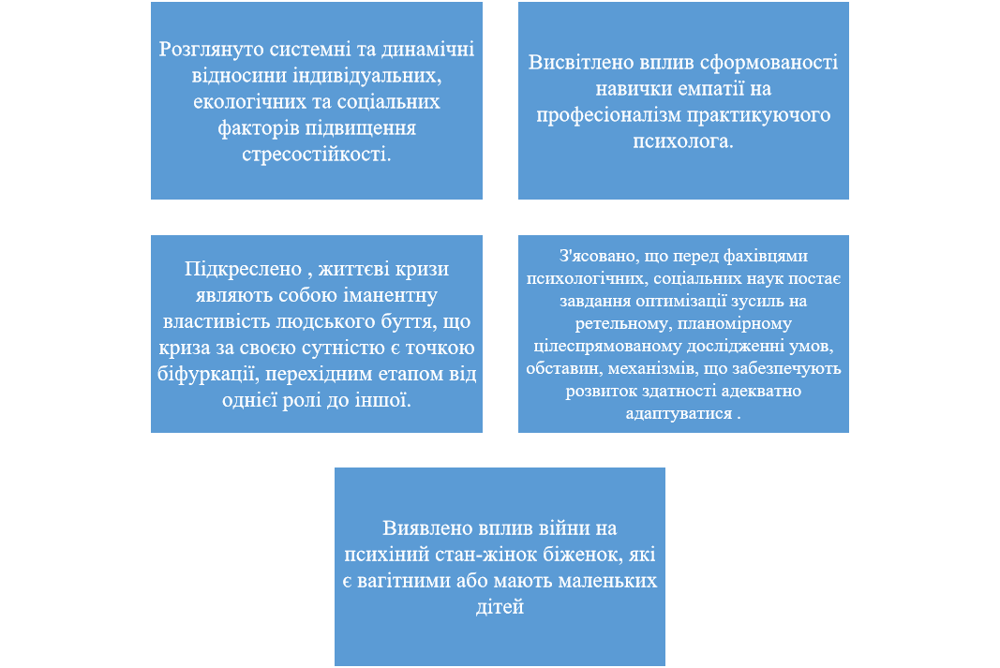 Розглянуто системні та динамічні
відносини індивідуальних,
екологічних та соціальних
факторів підвищення
стресостійкості.
Висвітлено вплив сформованості
навички емпатії на
професіоналізм практикуючого
психолога.
Підкреслено , життєві кризи
являють собою іманентну
властивість людського буття, що
криза за своєю сутністю є точкою
біфуркації, перехідним етапом від
однієї ролі до іншої.
З'ясовано, що перед фахівцями
психологічних, соціальних наук постає
завдання оптимізації зусиль на
ретельному, планомірному
цілеспрямованому дослідженні умов,
обставин, механізмів, що забезпечують
розвиток здатності адекватно
адаптуватися .
Виявлено вплив війни на
психіний стан-жінок біженок, які
є вагітними або мають маленьких
дітей